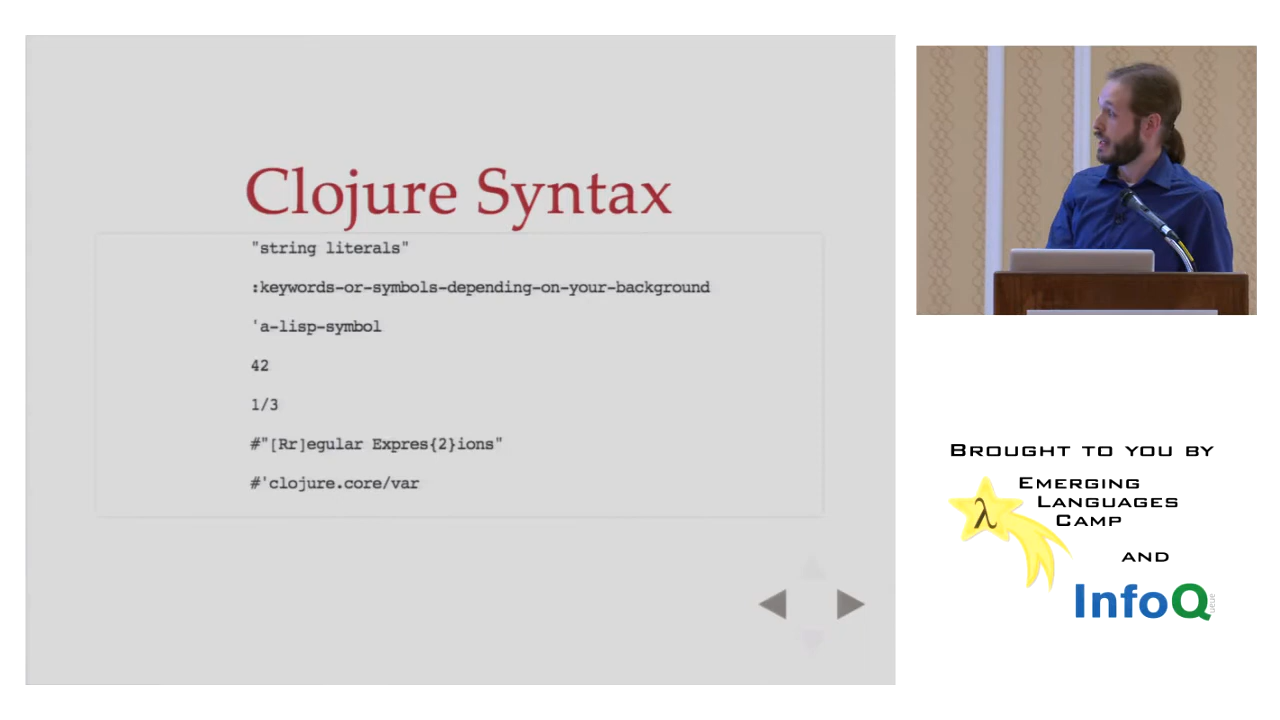 Clojure Syntax
"string literals"
:keywords-or-symbols-depending-on-your-background
'a-lisp-symbol
42
1/3
#"[Rr]egular Expres{2}ions"
#'clojure.core/var
BROUGHT TO YOU BY
EMERGING
LANGUAGES
CAMP
λ
AND
InfoQ
ueue